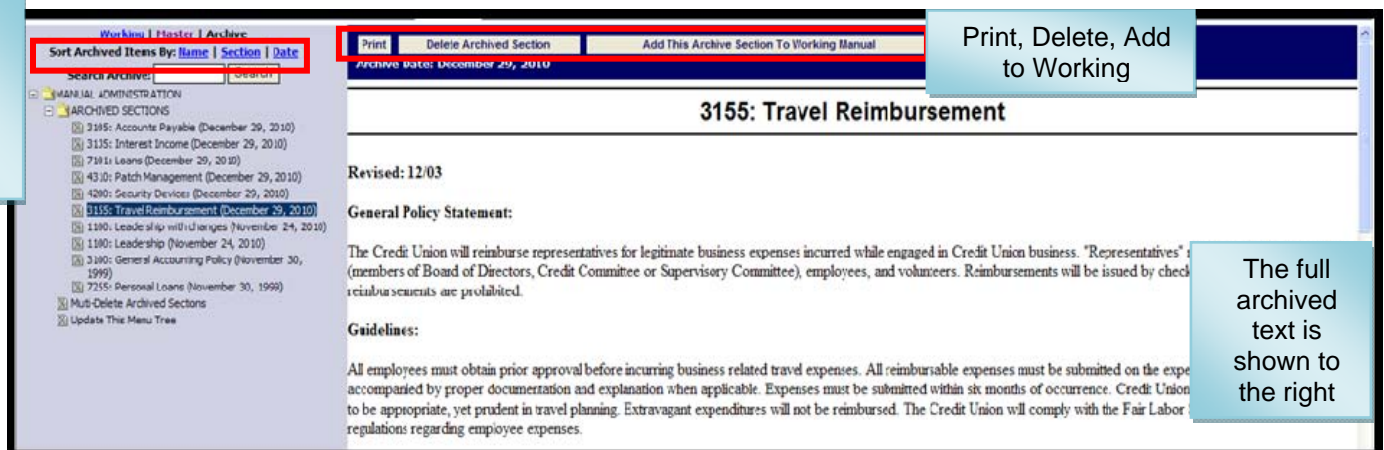 Working | Master | Archive
Sort Archived Items By: Name | Section | Date
Search Archive: Search
MANUAL ADMINISTRATION
ARCHIVED SECTIONS
3105: Accounts Payable (December 29, 2010)
3135: Interest Income (December 29, 2010)
7101: Loans (December 29, 2010)
4310: Patch Management (December 29, 2010)
4200: Security Devices (December 29, 2010)
3155: Travel Reimbursement (December 29, 2010)
1100: Leadership with changes (November 24, 2010)
1100: Leadership (November 24, 2010)
3100: General Accounting Policy (November 30,
1999)
7255: Personal Loans (November 30, 1999)
Muti-Delete Archived Sectons
Update This Menu Tree
Print Delete Archived Section Add This Archive Section To Working Manual
Archive Date: December 29, 2010
Print, Delete, Add
to Working
3155: Travel Reimbursement
Revised: 12/03
General Policy Statement:
The Credit Union will reimburse representatives for legitimate business expenses incurred while engaged in Credit Union business. "Representatives"
(members of Board of Directors, Credit Committee or Supervisory Committee), employees, and volunteers. Reimbursements will be issued by check
reimbursements are prohibited.
Guidelines:
All employees must obtain prior approval before incurring business related travel expenses. All reimbursable expenses must be submitted on the expe
accompanied by proper documentation and explanation when applicable. Expenses must be submitted within six months of occurrence. Credit Union
to be appropriate, yet prudent in travel planning. Extravagant expenditures will not be reimbursed. The Credit Union will comply with the Fair Labor
regulations regarding employee expenses.
The full
archived
text is
shown to
the right